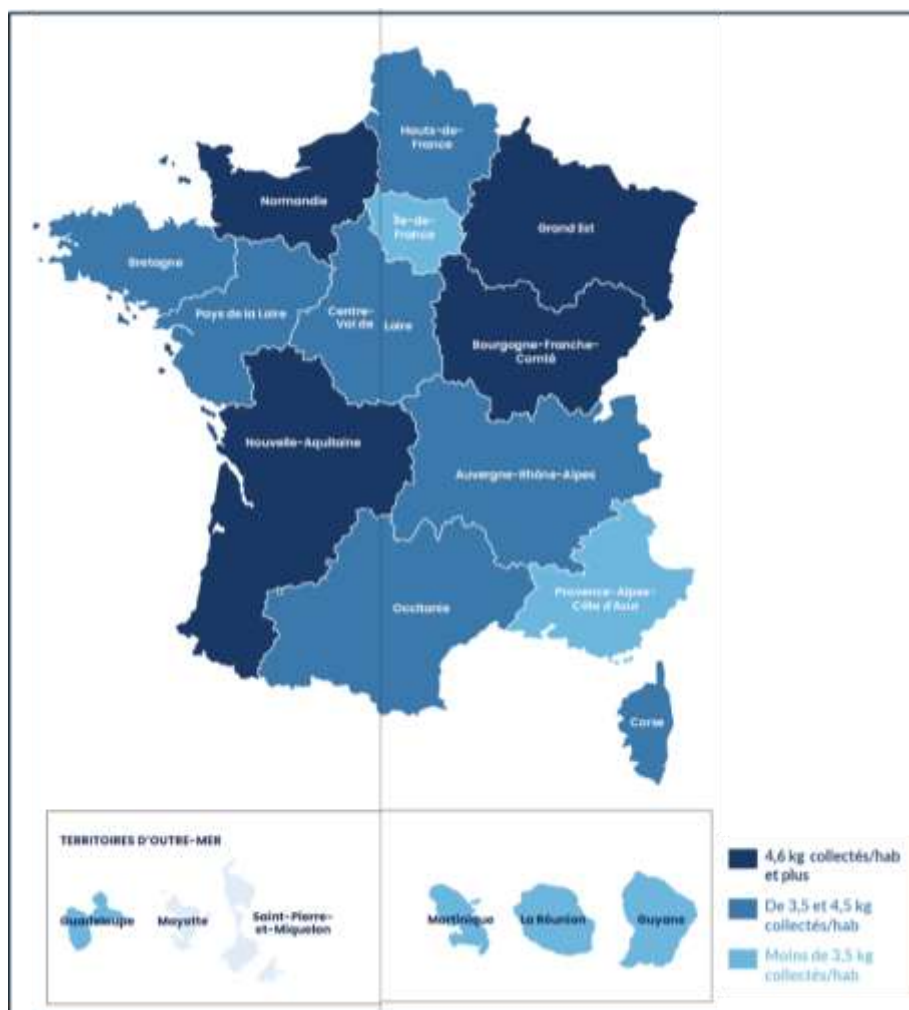 Hauts-de-
France
Normandie
Île-de-
France
Grand Est
Bretagne
Pays de la Loire
Centre-
Val de Loire
Bourgogne-Franche-
Comté
Nouvelle-Aquitaine
Auvergne-Rhône-Alpes
Provence-Alpes-
Côte d'Azur
Occitanie
Corse
TERRITOIRES D'OUTRE-MER
Guadeloupe
Mayotte
Saint-Pierre-
et-Miquelon
Martinique
La Réunion
Guyane
4,6 kg collectés/hab
et plus
De 3,5 et 4,5 kg
collectés/hab
Moins de 3,5 kg
collectés/hab